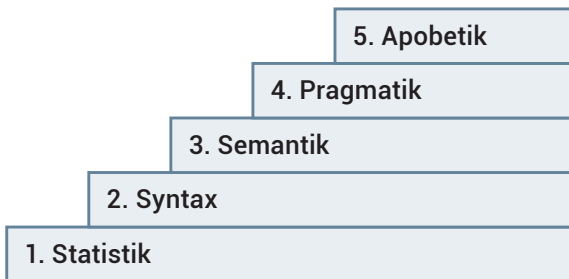 5. Apobetik
4. Pragmatik
3. Semantik
2. Syntax
1. Statistik